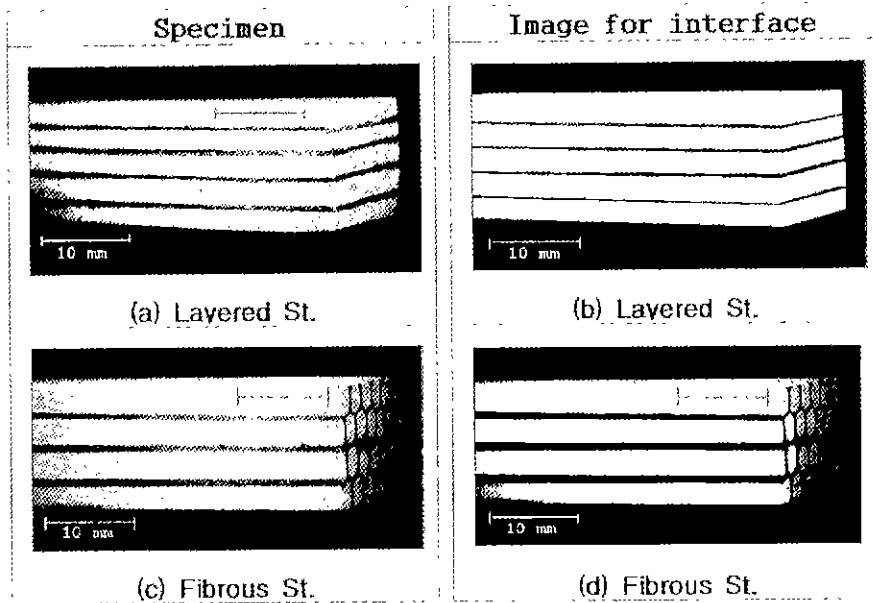 Specimen
Image for interface
10 mm
10 mm
(a) Layered St.
(b) Layered St.
10 mm
10 mm
(c) Fibrous St.
(d) Fibrous St.